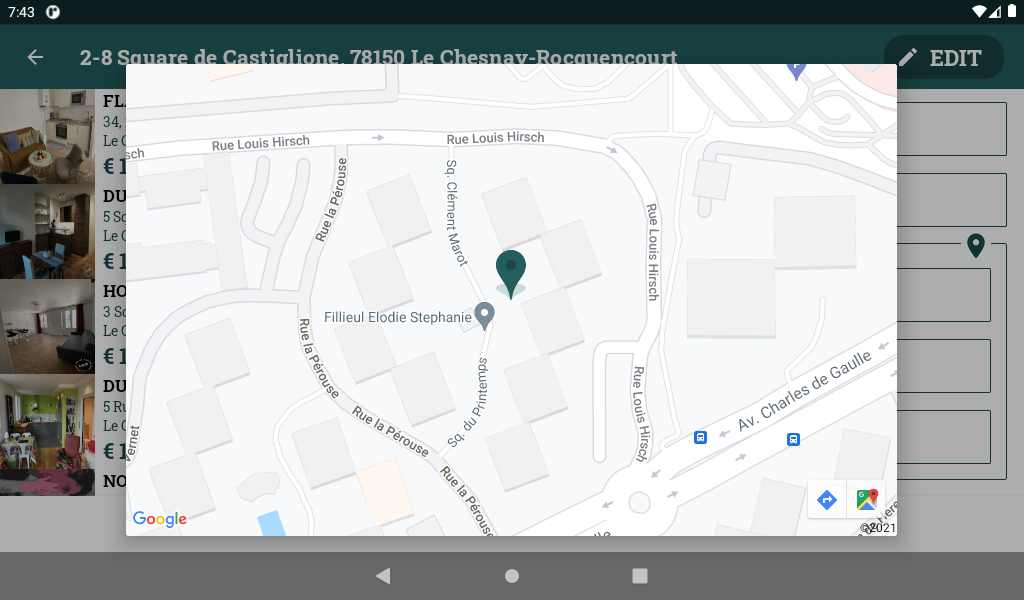 7:43
2-8 Square de Castiglione, 78150 Le Chesnay-Rocquencourt
EDIT
FLA
34,
Le C
€ 1
DU
5 Sq
Le C
€ 1
HO
3 Sq
Le C
€ 1
DU
5 Ru
Le C
€ 1
NO
sch
Rue Louis Hirsch
Rue Louis Hirsch
Rue la Pérouse
Sq. Clément Marot
Rue Louis Hirsch
Fillieul Elodie Stephanie
Rue la Pérouse
Sq. du Printemps
Rue Louis Hirsch
Av. Charles de Gaulle
Rue la Pérouse
Vernet
Rue la Pérouse
Google
©2021